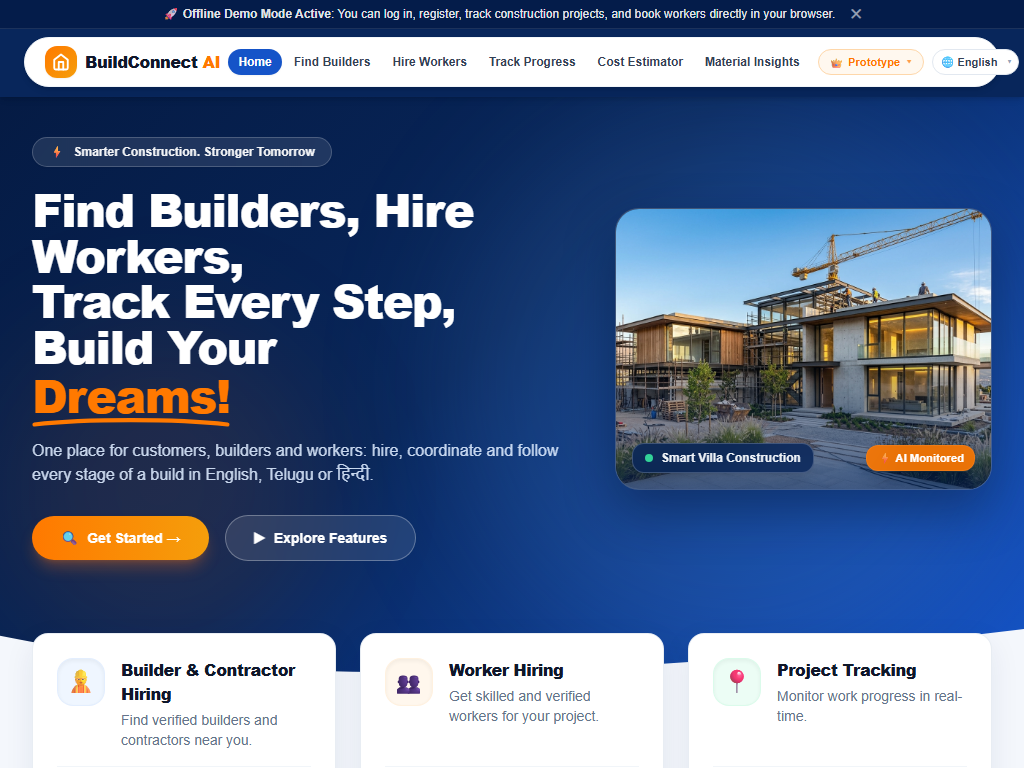 🚀 Offline Demo Mode Active: You can log in, register, track construction projects, and book workers directly in your browser. ✕
BuildConnect AI Home Find Builders Hire Workers Track Progress Cost Estimator Material Insights Prototype English
Smarter Construction. Stronger Tomorrow
Find Builders, Hire
Workers,
Track Every Step,
Build Your
Dreams!
One place for customers, builders and workers: hire, coordinate and follow
every stage of a build in English, Telugu or हिन्दी.
Smart Villa Construction AI Monitored
Get Started → ▶ Explore Features
Builder & Contractor
Hiring
Find verified builders and
contractors near you.
Worker Hiring
Get skilled and verified
workers for your project.
Project Tracking
Monitor work progress in real-
time.